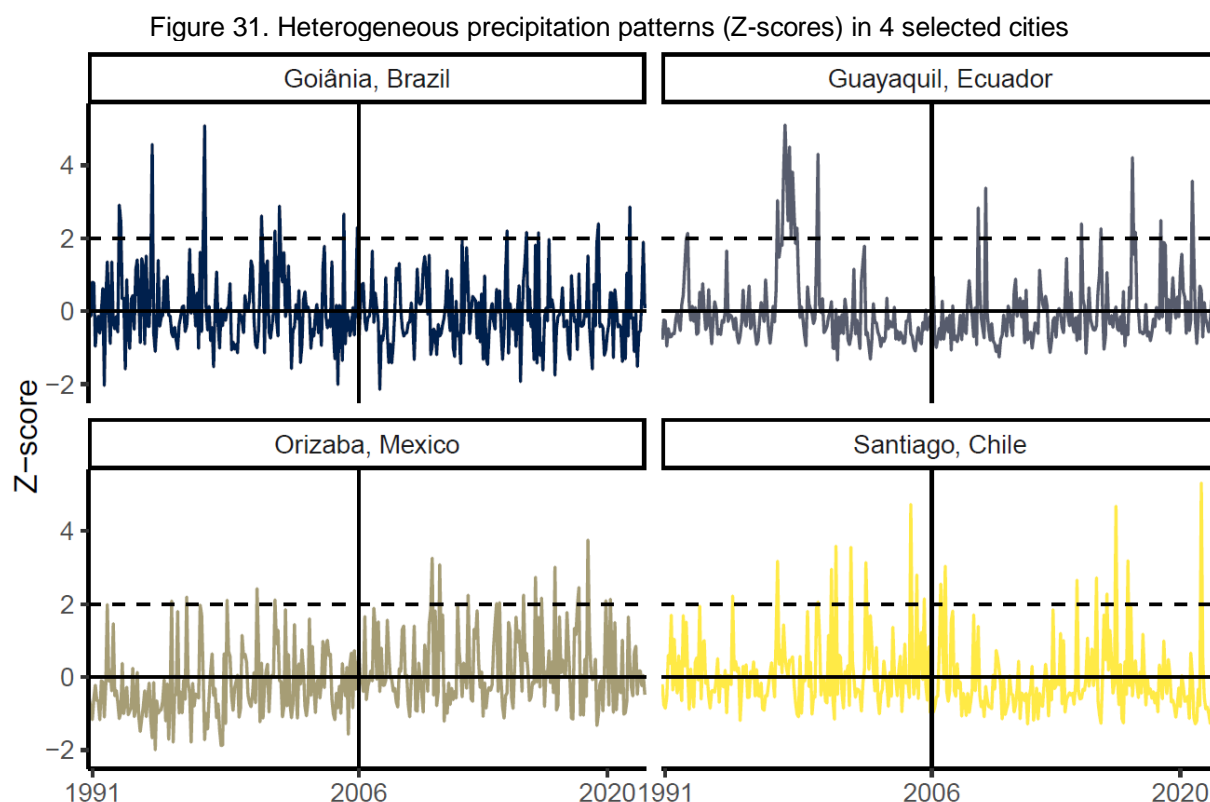 Figure 31. Heterogeneous precipitation patterns (Z-scores) in 4 selected cities
Goiânia, Brazil
Guayaquil, Ecuador
4
2
0
−2
Z−score
Orizaba, Mexico
Santiago, Chile
4
2
0
−2
1991
2006
2020
1991
2006
2020